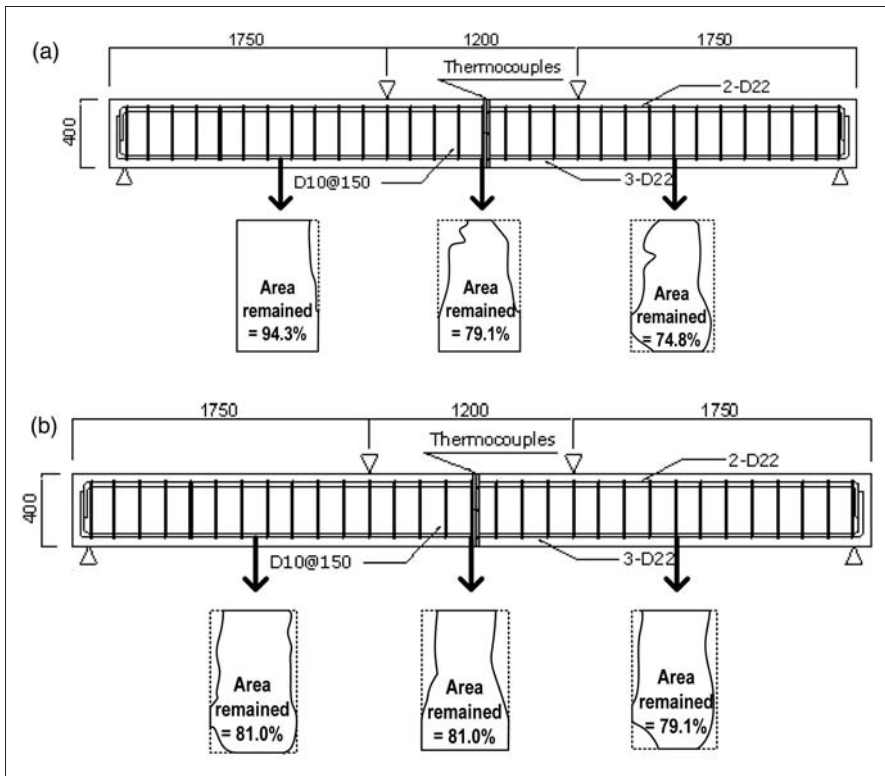 (a)
1750 1200 1750
Thermocouples
2-D22
400
D10@150
3-D22
Area
remained
= 94.3%
Area
remained
= 79.1%
Area
remained
= 74.8%
(b)
1750 1200 1750
Thermocouples
2-D22
400
D10@150
3-D22
Area
remained
= 81.0%
Area
remained
= 81.0%
Area
remained
= 79.1%